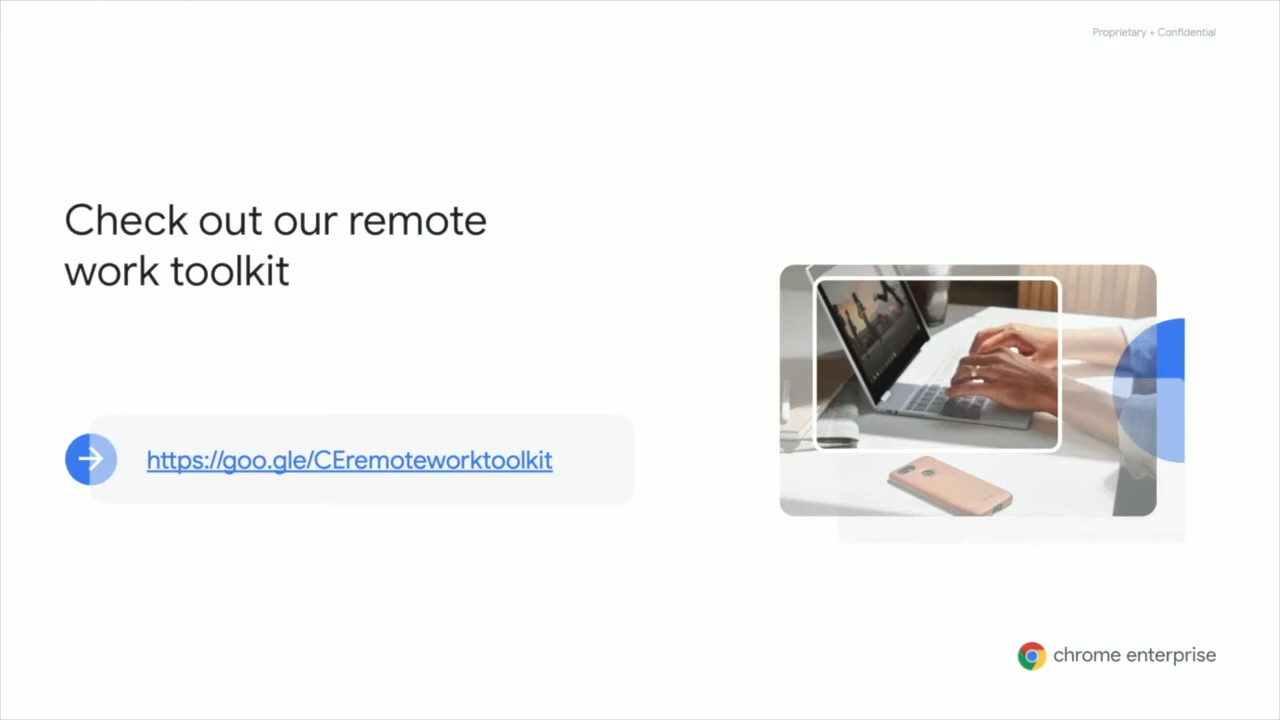 Proprietary + Confidential
Check out our remote
work toolkit
https://goo.gle/CEremoteworktoolkit
chrome enterprise